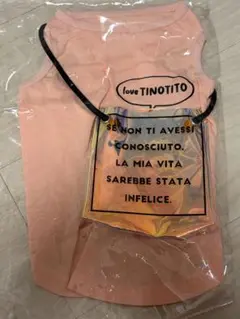 love TINOTITO
SE NON TI AVESSI
CONOSCIUTO.
LA MIA VITA
SAREBBE STATA
INFELICE.